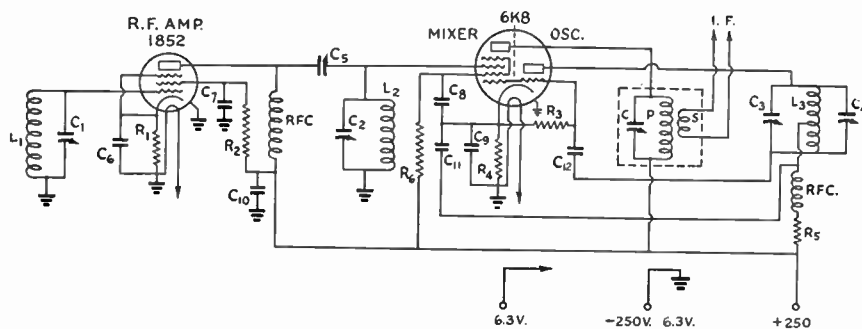 R.F. AMP.
1852
MIXER
6K8
OSC.
I. F.
L1
C1
C6
R1
C7
R2
C10
RFC
C5
C2
L2
R6
C8
C9
C11
R4
R3
C12
C
P
S
C3
L3
RFC.
R5
6.3V.
-250V. 6.3V.
+250